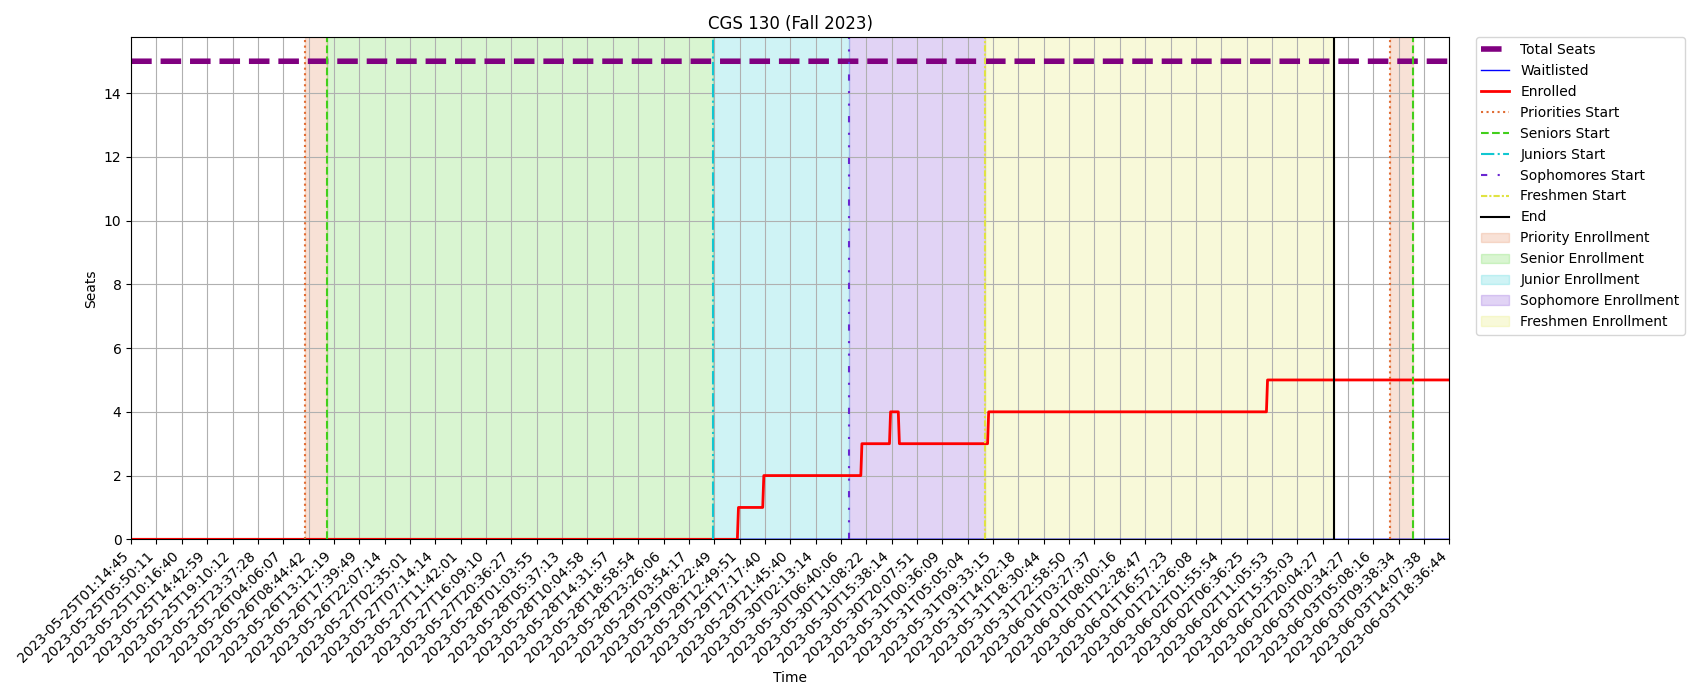 CGS 130 (Fall 2023)
Seats
14
12
10
8
6
4
2
0
2023-05-25T01:14:45
2023-05-25T05:50:11
2023-05-25T10:16:40
2023-05-25T14:42:59
2023-05-25T19:10:12
2023-05-25T23:37:28
2023-05-26T04:06:07
2023-05-26T08:44:42
2023-05-26T13:12:19
2023-05-26T17:39:49
2023-05-26T22:07:14
2023-05-27T02:35:01
2023-05-27T07:14:14
2023-05-27T11:42:01
2023-05-27T16:09:10
2023-05-27T20:36:27
2023-05-28T01:03:55
2023-05-28T05:37:13
2023-05-28T10:04:58
2023-05-28T14:31:57
2023-05-28T18:58:54
2023-05-28T23:26:06
2023-05-29T03:54:17
2023-05-29T08:22:49
2023-05-29T12:49:51
2023-05-29T17:17:40
2023-05-29T21:45:40
2023-05-30T02:13:14
2023-05-30T06:40:06
2023-05-30T11:08:22
2023-05-30T15:38:14
2023-05-30T20:07:51
2023-05-31T00:36:09
2023-05-31T05:05:04
2023-05-31T09:33:15
2023-05-31T14:02:18
2023-05-31T18:30:44
2023-05-31T22:58:50
2023-06-01T03:27:37
2023-06-01T08:00:16
2023-06-01T12:28:47
2023-06-01T16:57:23
2023-06-01T21:26:08
2023-06-02T01:55:54
2023-06-02T06:36:25
2023-06-02T11:05:53
2023-06-02T15:35:03
2023-06-02T20:04:27
2023-06-03T00:34:27
2023-06-03T05:08:16
2023-06-03T09:38:34
2023-06-03T14:07:38
2023-06-03T18:36:44
Time
Total Seats
Waitlisted
Enrolled
Priorities Start
Seniors Start
Juniors Start
Sophomores Start
Freshmen Start
End
Priority Enrollment
Senior Enrollment
Junior Enrollment
Sophomore Enrollment
Freshmen Enrollment